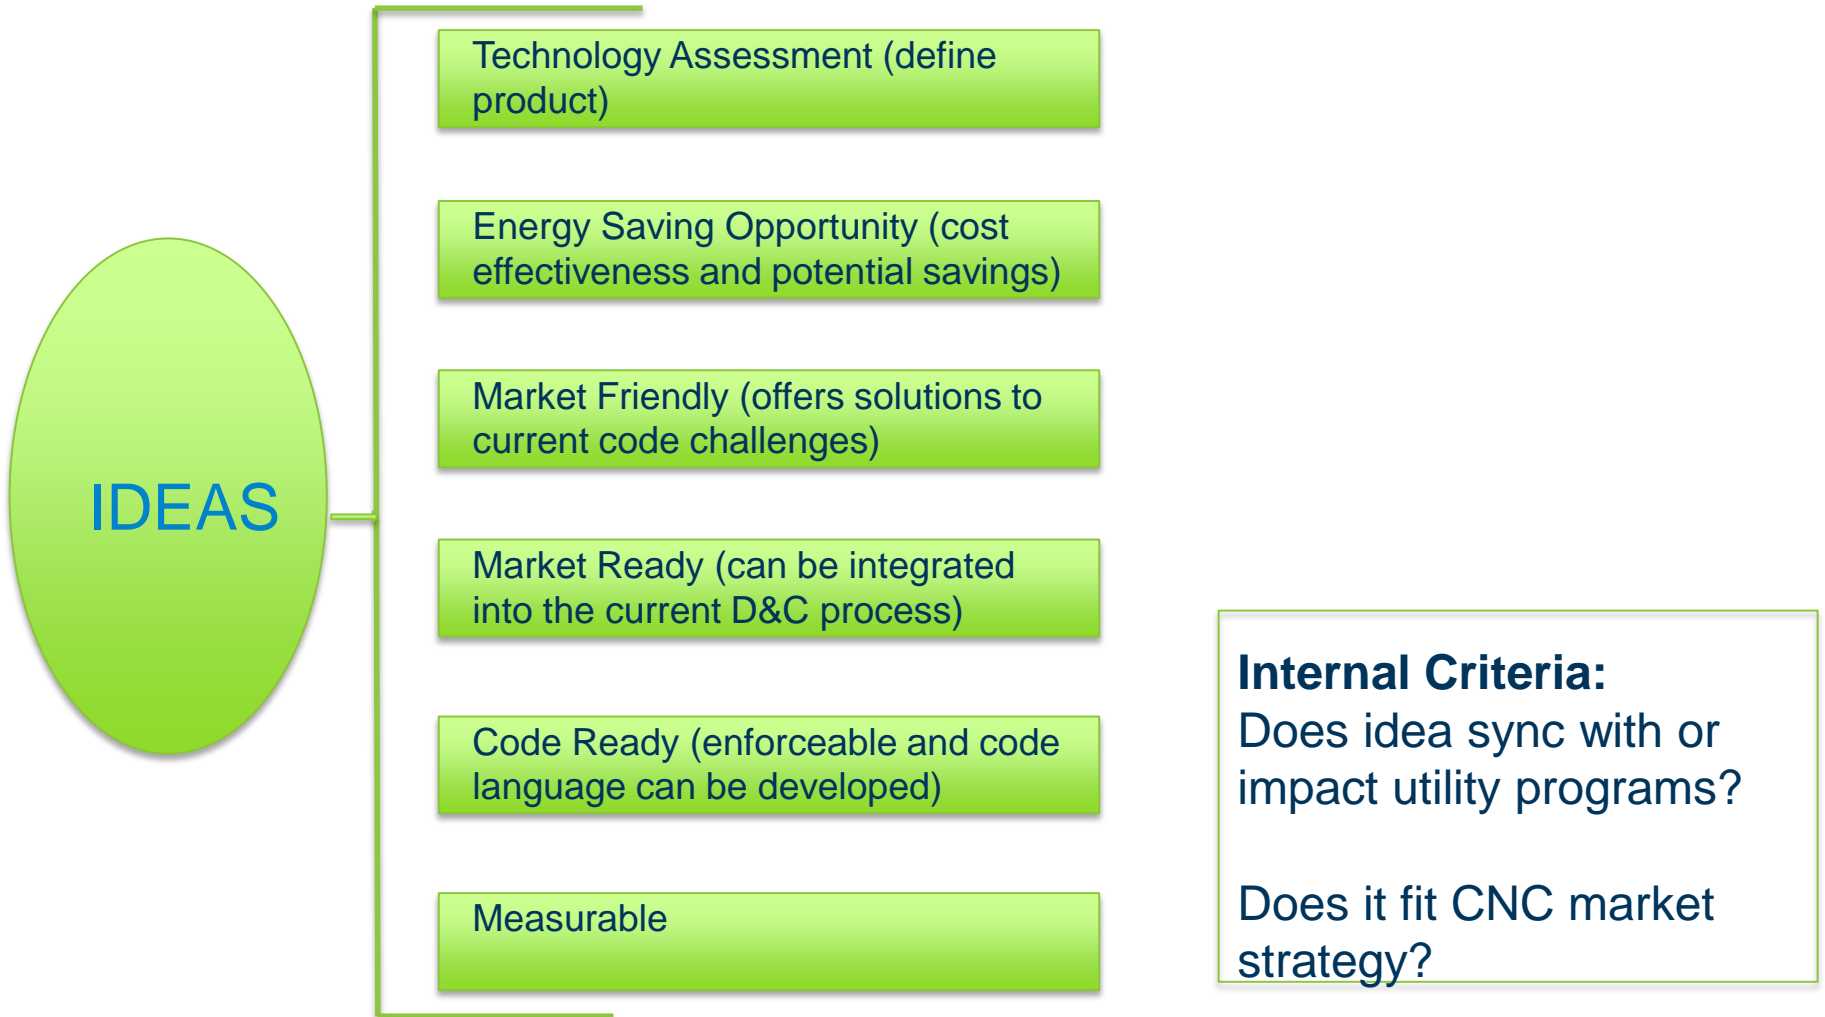 IDEAS
Technology Assessment (define
product)
Energy Saving Opportunity (cost
effectiveness and potential savings)
Market Friendly (offers solutions to
current code challenges)
Market Ready (can be integrated
into the current D&C process)
Code Ready (enforceable and code
language can be developed)
Measurable
Internal Criteria:
Does idea sync with or
impact utility programs?
Does it fit CNC market
strategy?